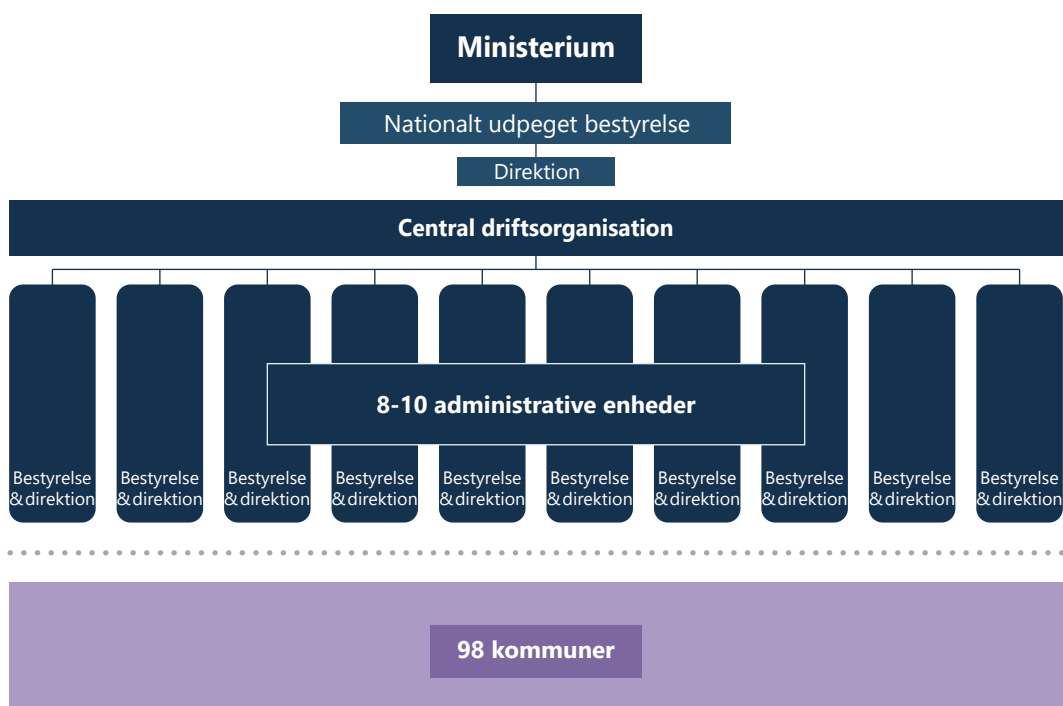 Ministerium
Nationalt udpeget bestyrelse
Direktion
Central driftsorganisation
8-10 administrative enheder
Bestyrelse
& direktion
Bestyrelse
& direktion
Bestyrelse
& direktion
Bestyrelse
& direktion
Bestyrelse
& direktion
Bestyrelse
& direktion
Bestyrelse
& direktion
Bestyrelse
& direktion
Bestyrelse
& direktion
Bestyrelse
& direktion
98 kommuner